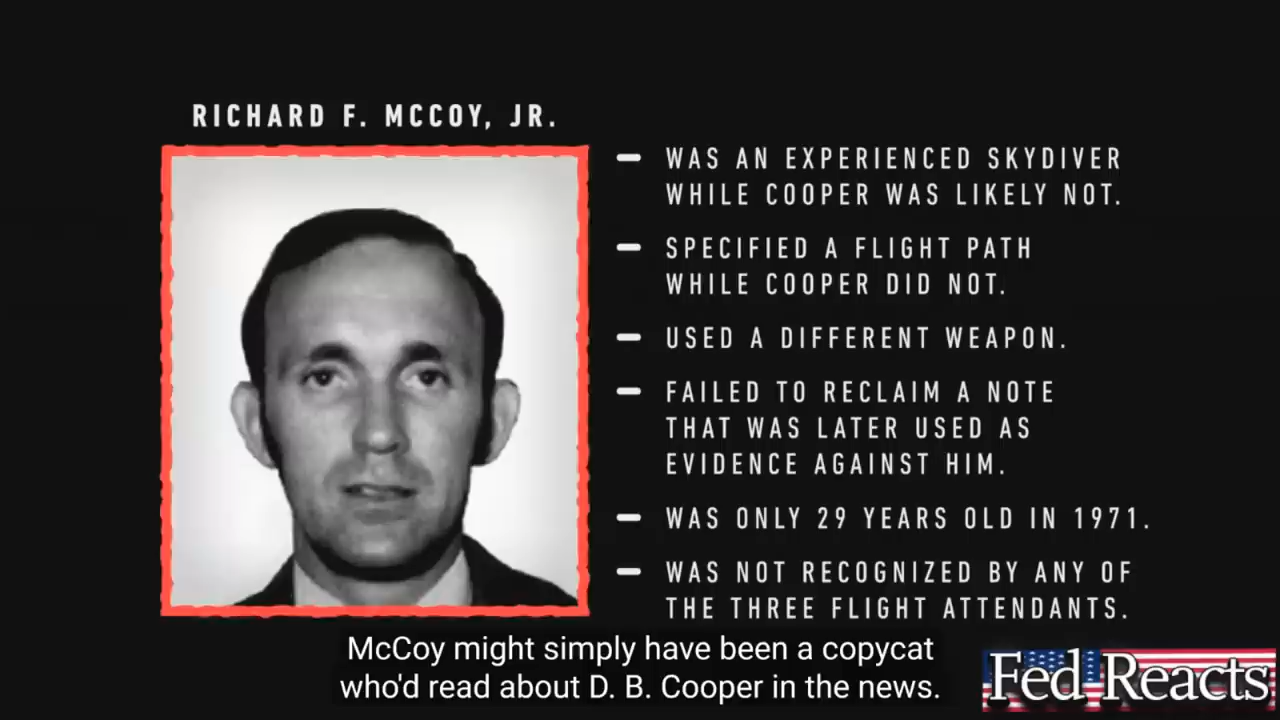 RICHARD F. MCCOY, JR.
– WAS AN EXPERIENCED SKYDIVER
WHILE COOPER WAS LIKELY NOT.
– SPECIFIED A FLIGHT PATH
WHILE COOPER DID NOT.
– USED A DIFFERENT WEAPON.
– FAILED TO RECLAIM A NOTE
THAT WAS LATER USED AS
EVIDENCE AGAINST HIM.
– WAS ONLY 29 YEARS OLD IN 1971.
– WAS NOT RECOGNIZED BY ANY OF
THE THREE FLIGHT ATTENDANTS.
McCoy might simply have been a copycat
who'd read about D. B. Cooper in the news.
Fed Reacts